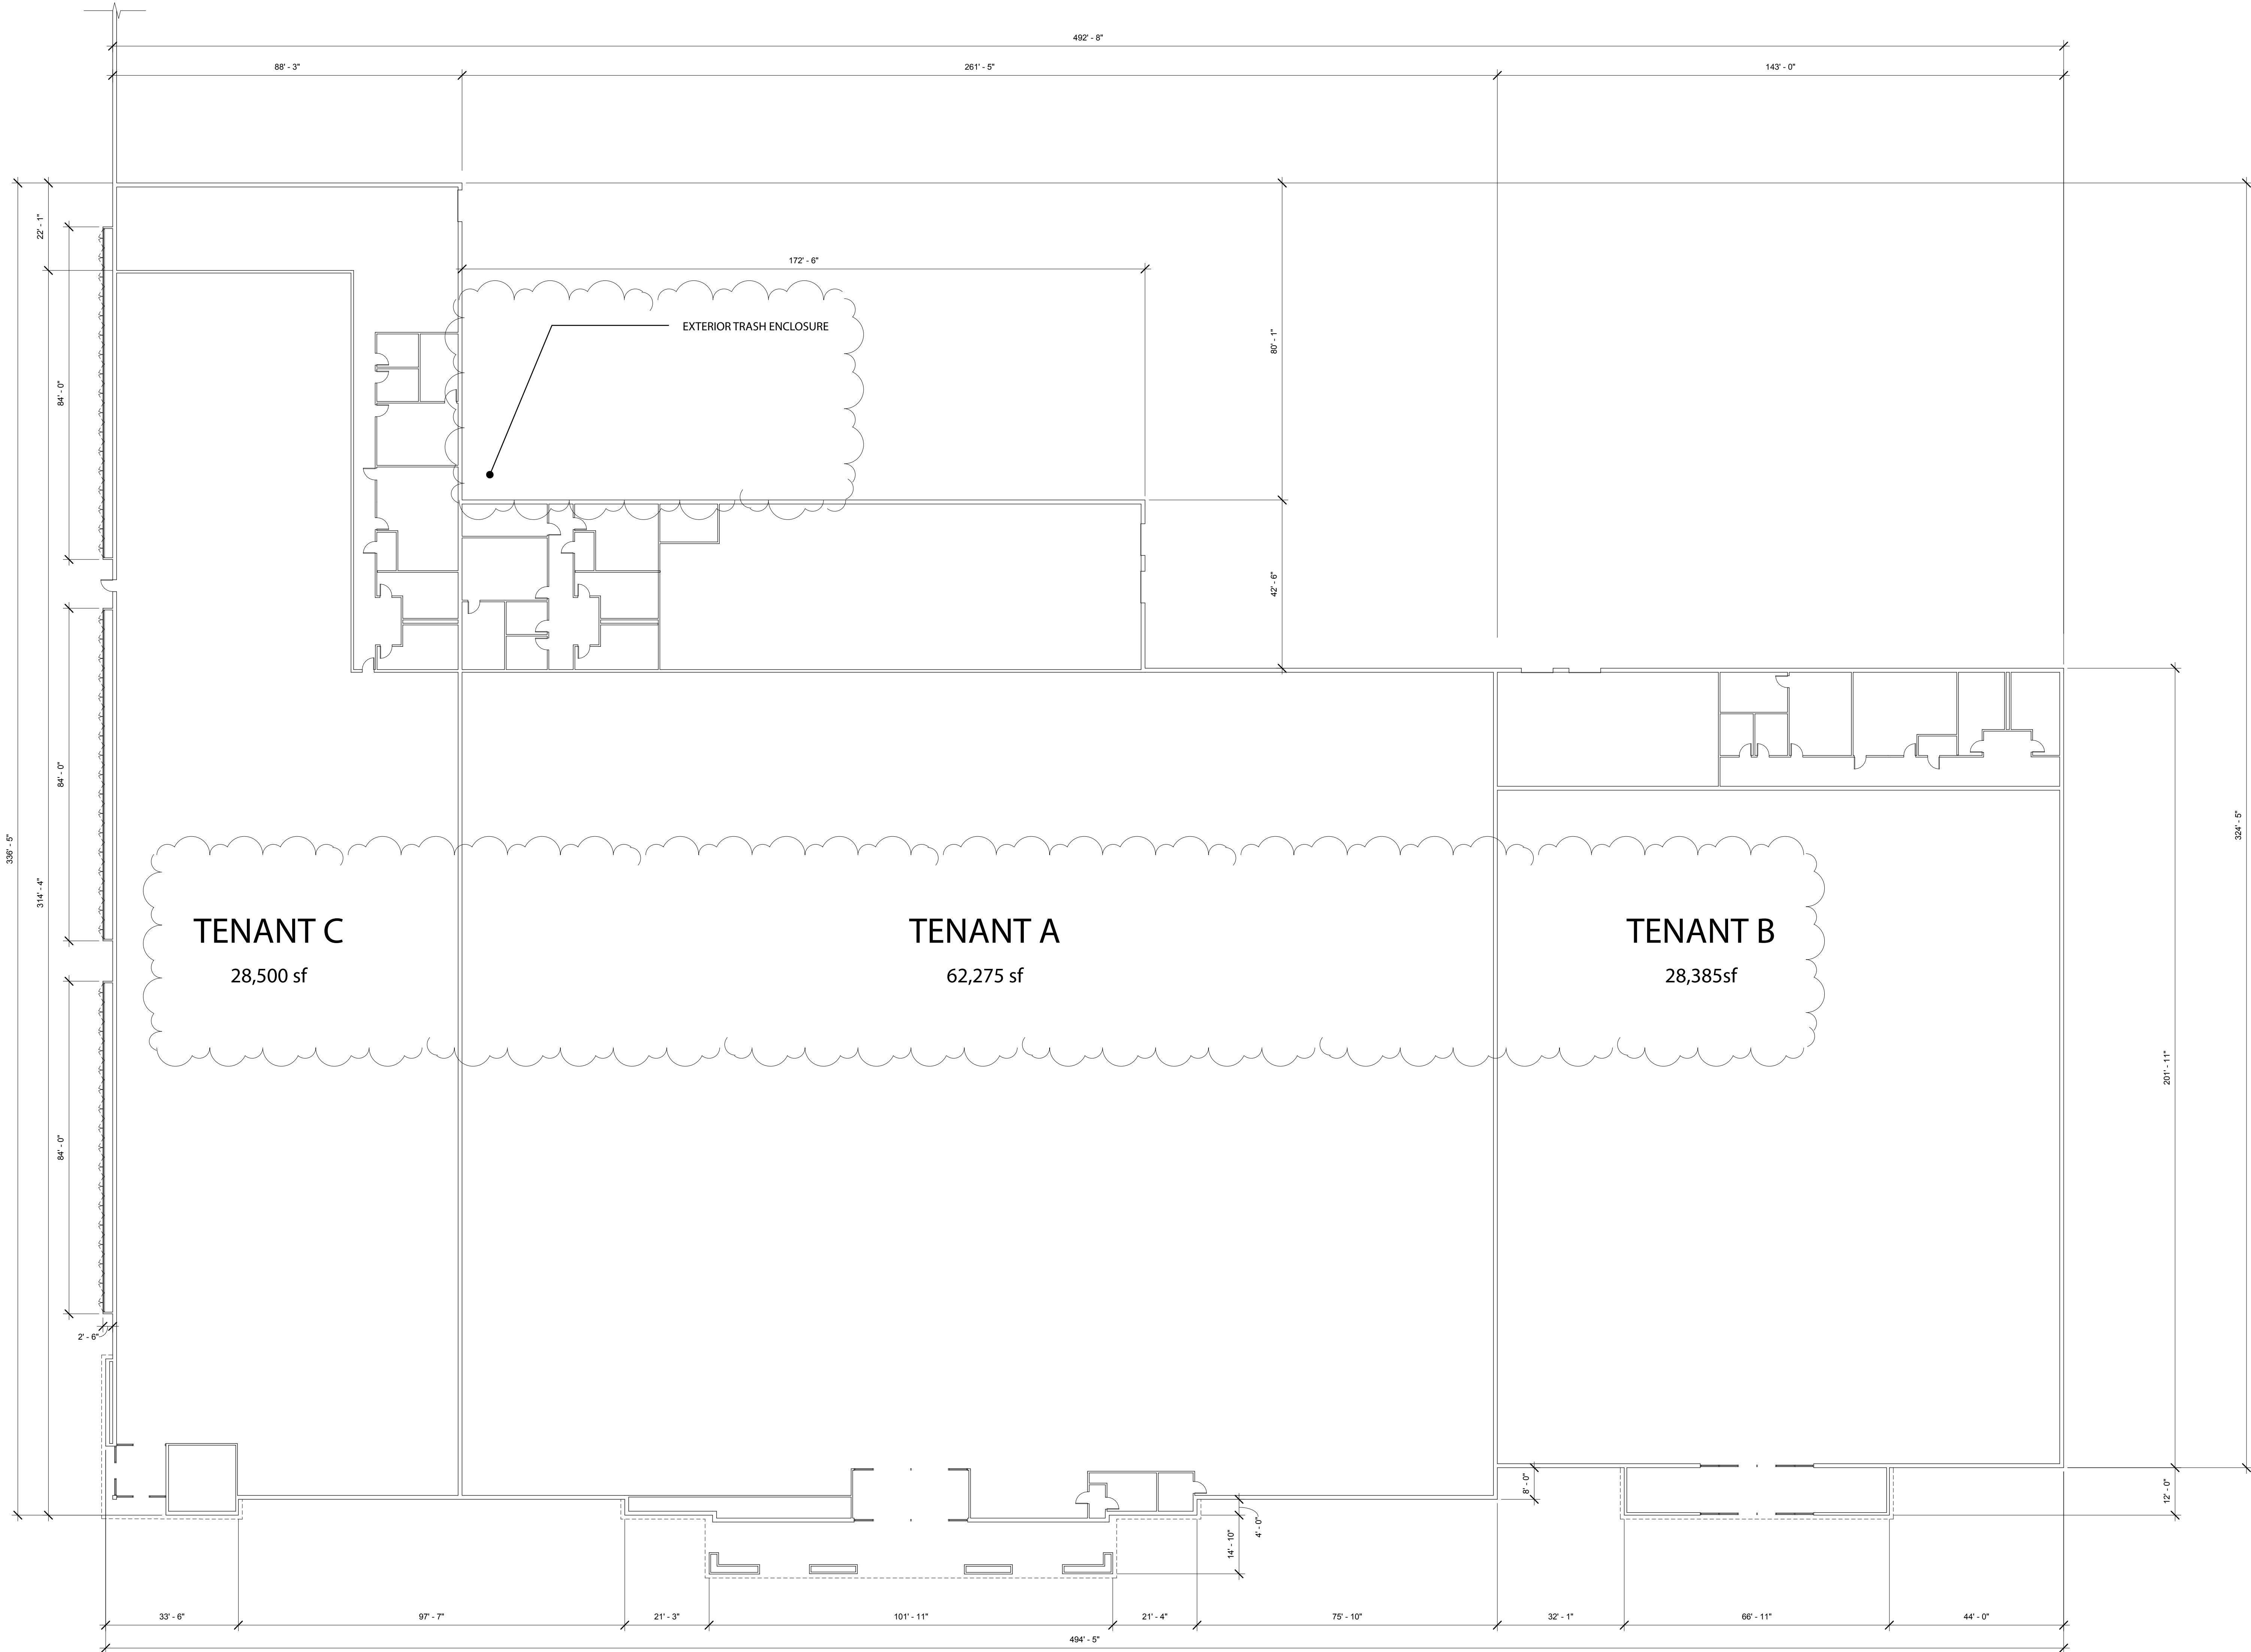 492' - 8"
88' - 3"
261' - 5"
143' - 0"
22' - 1"
172' - 6"
EXTERIOR TRASH ENCLOSURE
80' - 1"
84' - 0"
42' - 6"
84' - 0"
336' - 5"
324' - 5"
314' - 4"
TENANT C
TENANT A
TENANT B
28,500 sf
62,275 sf
28,385sf
201' - 11"
84' - 0"
2' - 6"
8' - 0"
12' - 0"
4' - 0"
14' - 10"
33' - 6"
97' - 7"
21' - 3"
101' - 11"
21' - 4"
75' - 10"
32' - 1"
66' - 11"
44' - 0"
494' - 5"